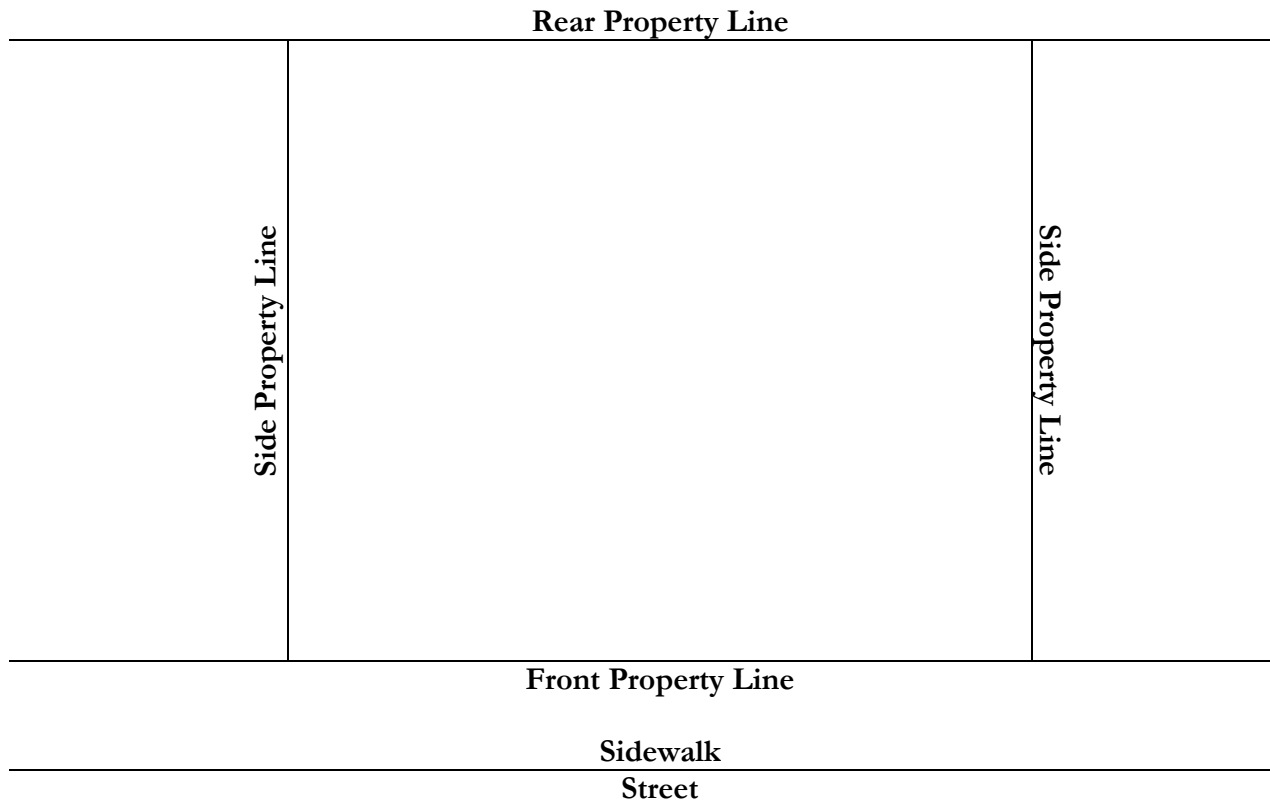 Rear Property Line
Side Property Line
Side Property Line
Front Property Line
Sidewalk
Street